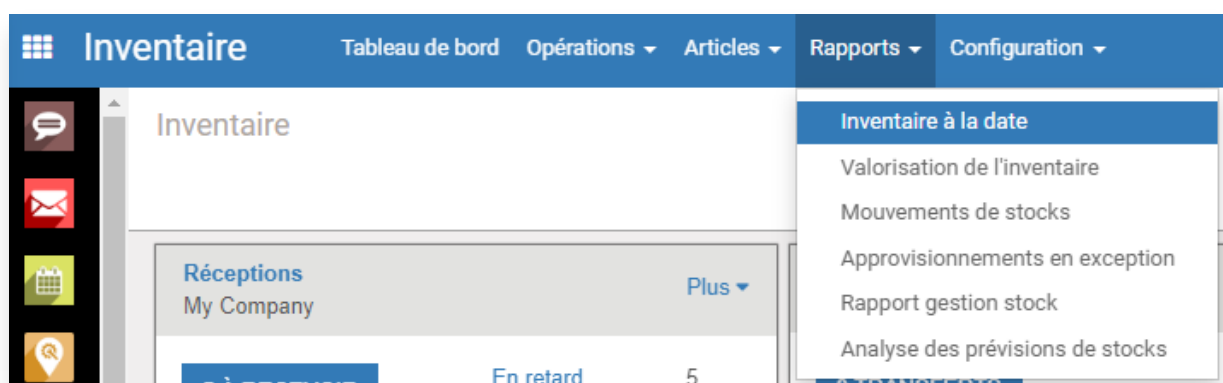 Inventaire Tableau de bord Opérations Articles Rapports Configuration
Inventaire
Inventaire à la date
Valorisation de l'inventaire
Mouvements de stocks
Approvisionnements en exception
Rapport gestion stock
Analyse des prévisions de stocks
Réceptions Plus
My Company
En retard 5